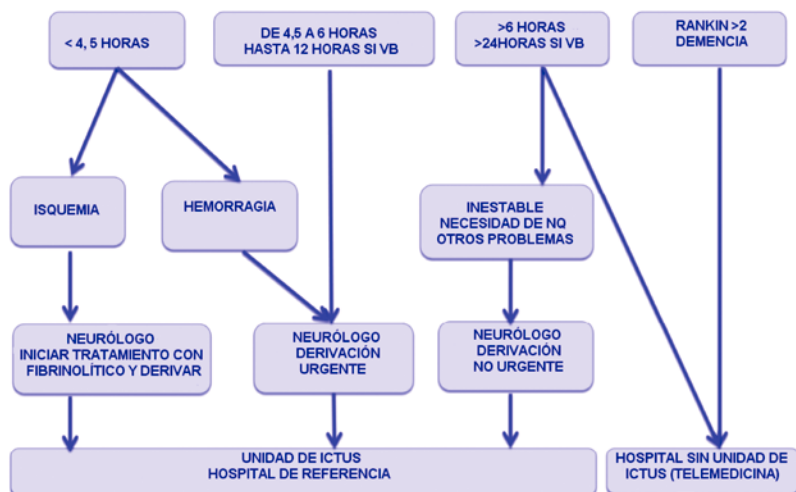 < 4, 5 HORAS
DE 4,5 A 6 HORAS
HASTA 12 HORAS SI VB
>6 HORAS
>24HORAS SI VB
RANKIN >2
DEMENCIA
ISQUEMIA
HEMORRAGIA
INESTABLE
NECESIDAD DE NQ
OTROS PROBLEMAS
NEURÓLOGO
INICIAR TRATAMIENTO CON
FIBRINOLÍTICO Y DERIVAR
NEURÓLOGO
DERIVACIÓN
URGENTE
NEURÓLOGO
DERIVACIÓN
NO URGENTE
UNIDAD DE ICTUS
HOSPITAL DE REFERENCIA
HOSPITAL SIN UNIDAD DE
ICTUS (TELEMEDICINA)